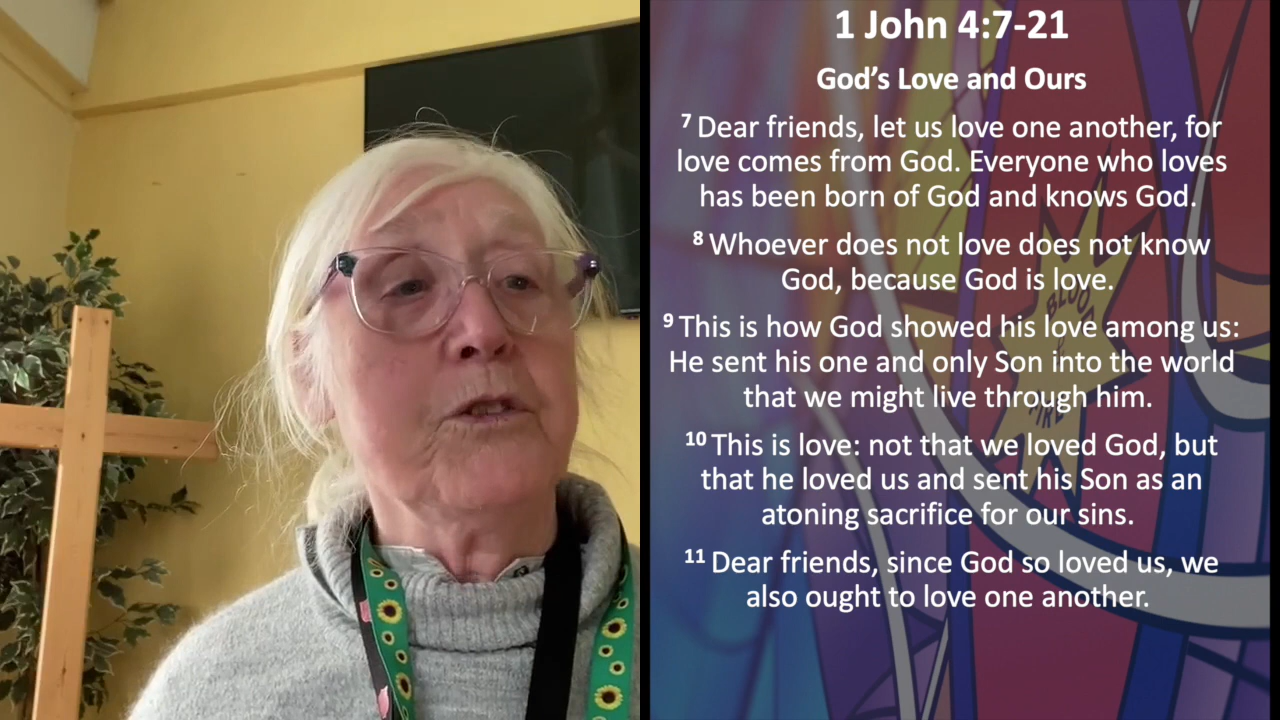 1 John 4:7-21
God’s Love and Ours
7 Dear friends, let us love one another, for
love comes from God. Everyone who loves
has been born of God and knows God.
8 Whoever does not love does not know
God, because God is love.
9 This is how God showed his love among us:
He sent his one and only Son into the world
that we might live through him.
10 This is love: not that we loved God, but
that he loved us and sent his Son as an
atoning sacrifice for our sins.
11 Dear friends, since God so loved us, we
also ought to love one another.
BLOOD
FIRE